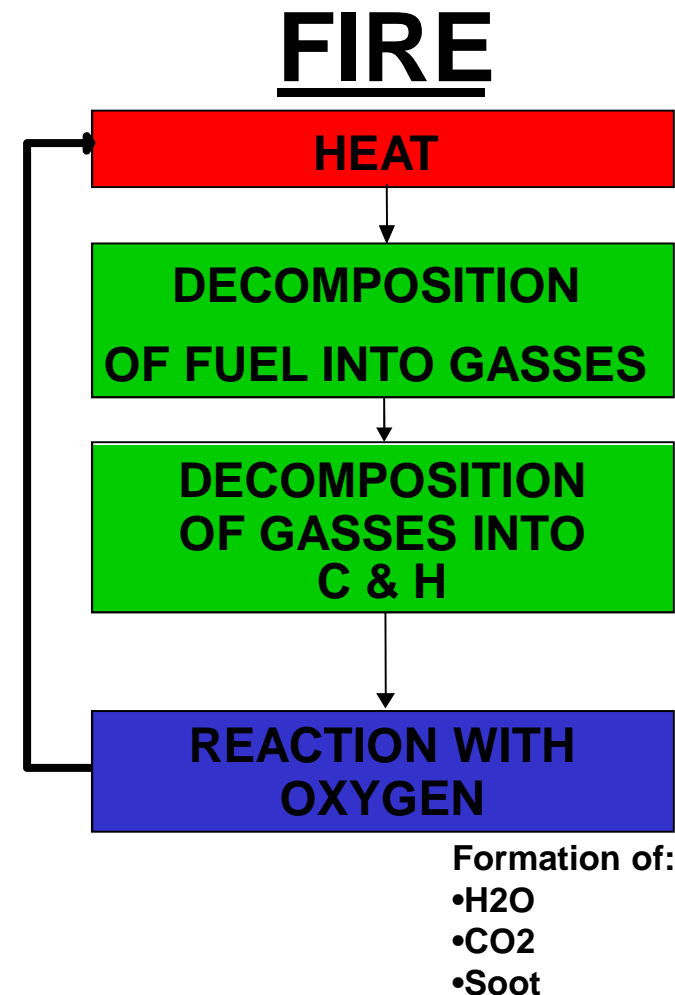 FIRE
HEAT
DECOMPOSITION
OF FUEL INTO GASSES
DECOMPOSITION
OF GASSES INTO
C & H
REACTION WITH
OXYGEN
Formation of:
•H2O
•CO2
•Soot